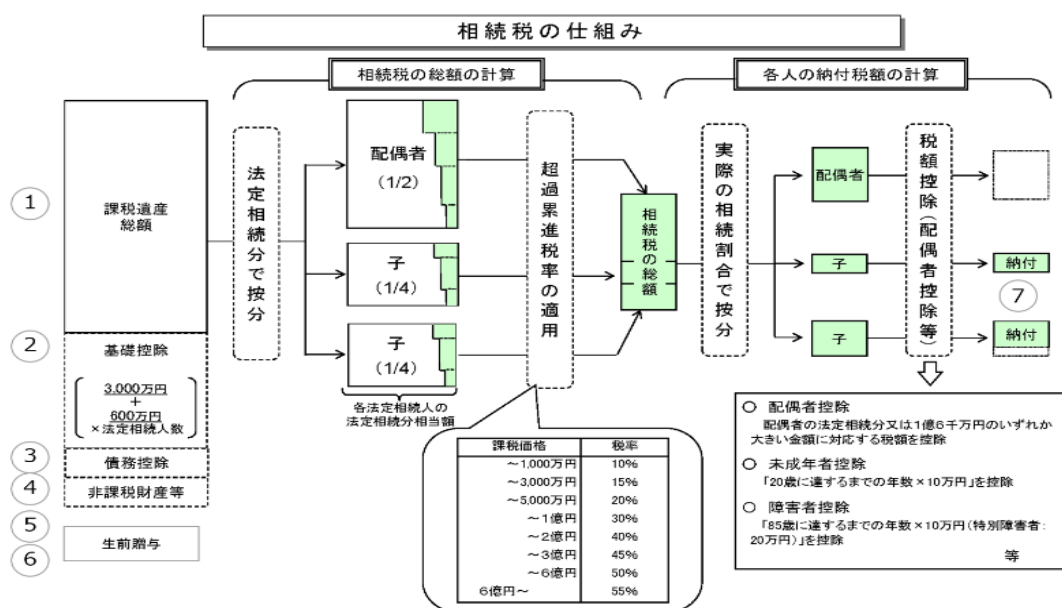 相続税の仕組み
相続税の総額の計算
各人の納付税額の計算
①
課税遺産
総額
②
基礎控除
3,000万円
+
600万円
×法定相続人数
③
債務控除
④
非課税財産等
⑤
生前贈与
⑥
法定相続分で按分
配偶者
(1/2)
子
(1/4)
子
(1/4)
各法定相続人の
法定相続分相当額
超過累進税率の適用
課税価格 税率
～1,000万円 10%
～3,000万円 15%
～5,000万円 20%
～1億円 30%
～2億円 40%
～3億円 45%
～6億円 50%
6億円～ 55%
相続税の総額
実際の相続割合で按分
配偶者
子
子
税額控除(配偶者控除等)
納付
⑦
納付
○ 配偶者控除
配偶者の法定相続分又は1億6千万円のいずれか
大きい金額に対応する税額を控除
○ 未成年者控除
「20歳に達するまでの年数×10万円」を控除
○ 障害者控除
「85歳に達するまでの年数×10万円(特別障害者:
20万円)」を控除
等